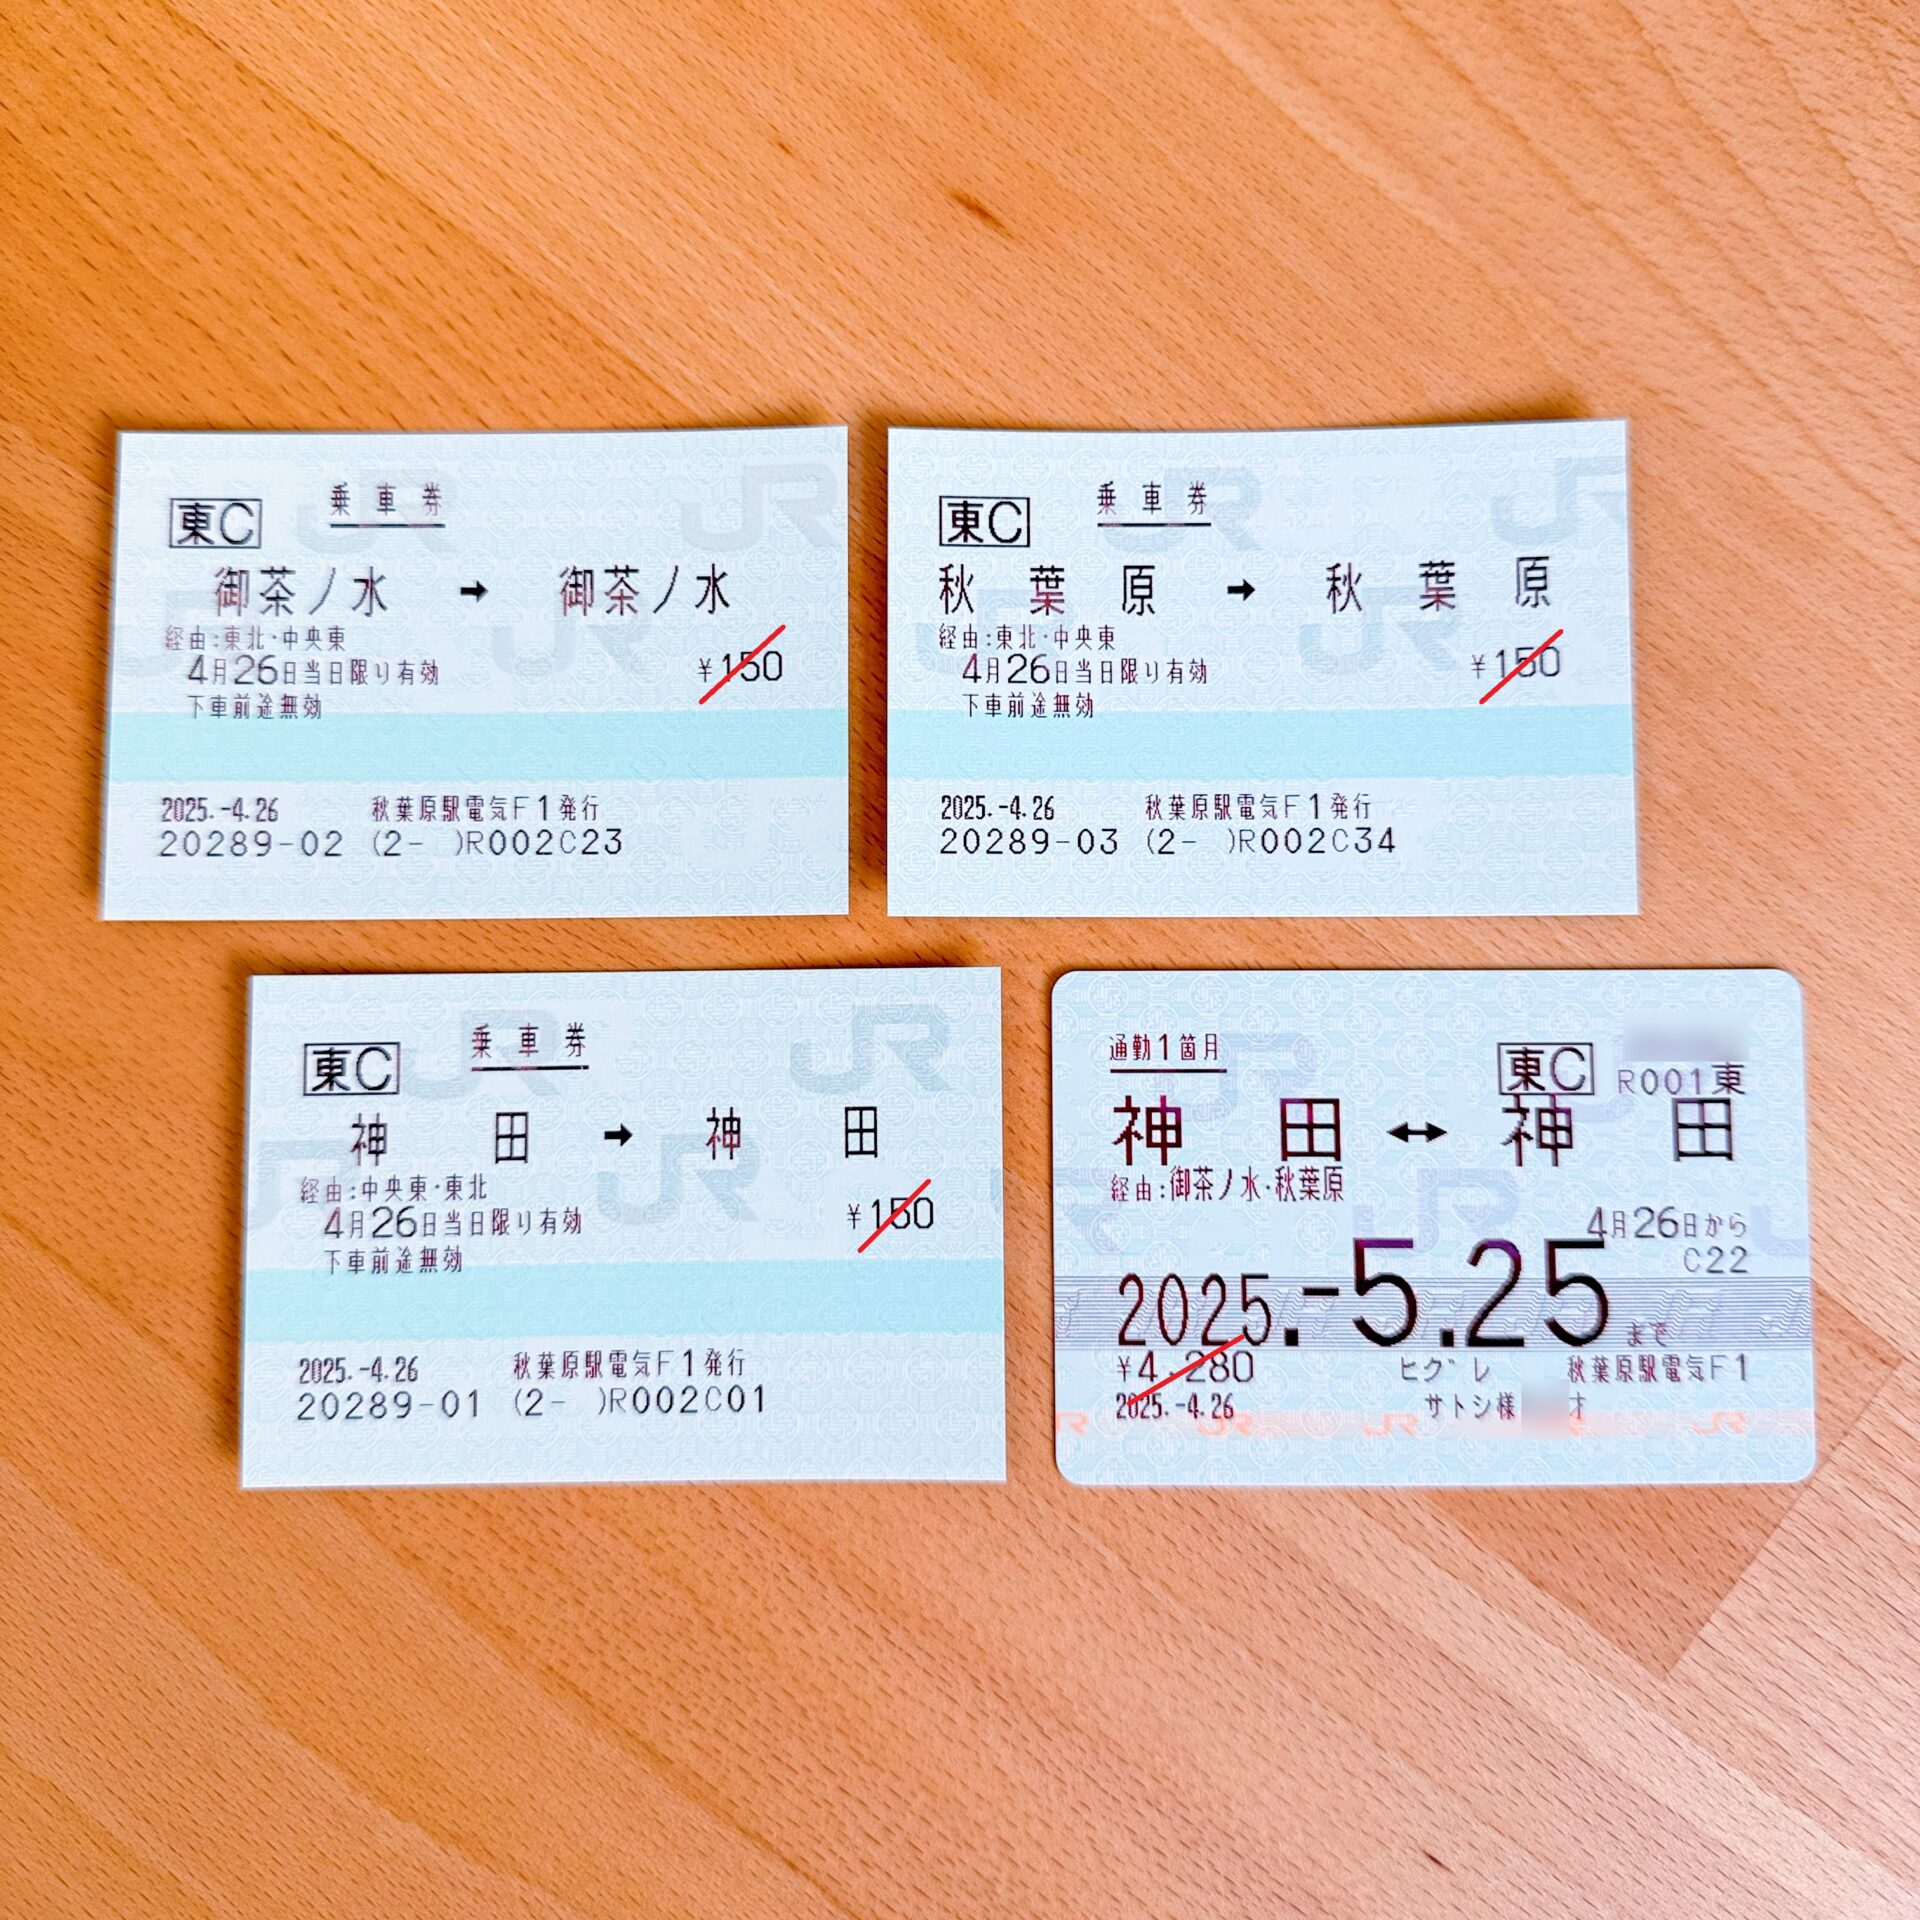 乗車券
東C
御茶ノ水 → 御茶ノ水
経由:東北・中央東
4月26日当日限り有効 ¥150
下車前途無効
2025.-4.26 秋葉原駅電気F1発行
20289-02 (2- )R002C23
乗車券
東C
秋葉原 → 秋葉原
経由:東北・中央東
4月26日当日限り有効 ¥150
下車前途無効
2025.-4.26 秋葉原駅電気F1発行
20289-03 (2- )R002C34
乗車券
東C
神田 → 神田
経由:中央東・東北
4月26日当日限り有効 ¥150
下車前途無効
2025.-4.26 秋葉原駅電気F1発行
20289-01 (2- )R002C01
通勤1箇月
東C R001東
神田 ↔ 神田
経由:御茶ノ水・秋葉原
4月26日から
C22
2025.-5.25まで
¥4.280 ヒグレ 秋葉原駅電気F1
2025.-4.26 サトシ様 才